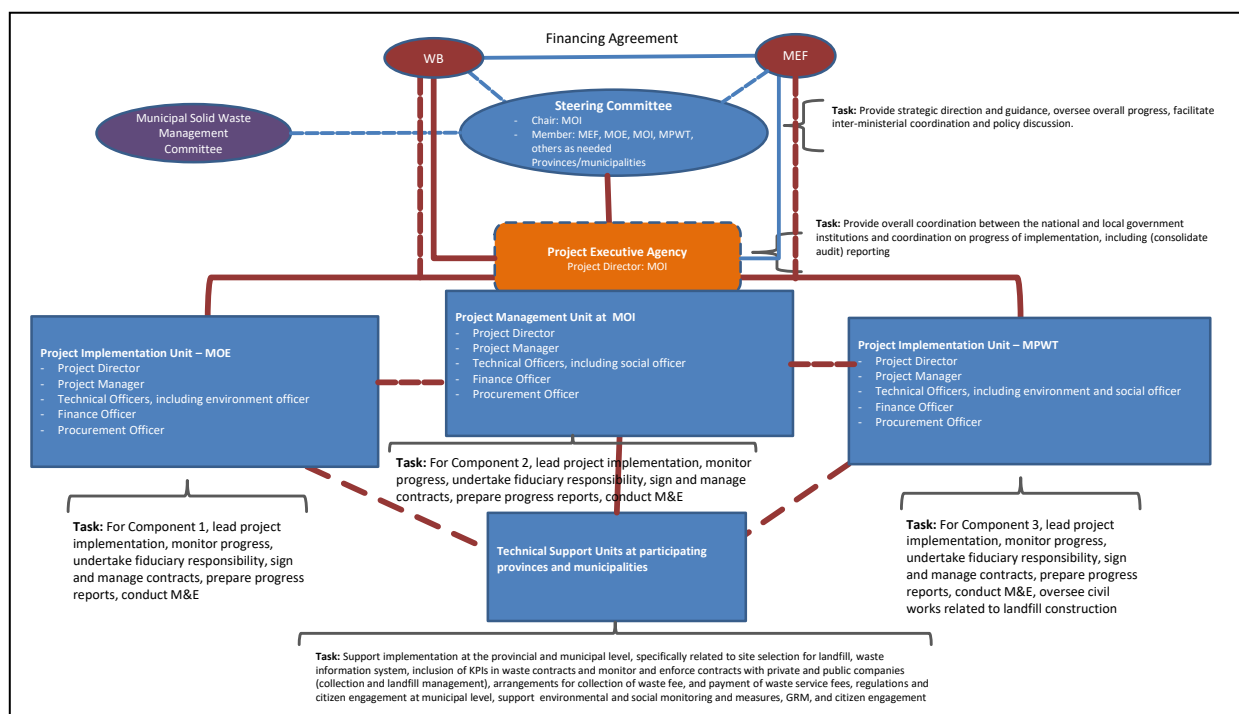 Financing Agreement
WB
MEF
Steering Committee
- Chair: MOI
- Member: MEF, MOE, MOI, MPWT,
others as needed
Provinces/municipalities
Municipal Solid Waste
Management
Committee
Task: Provide strategic direction and guidance, oversee overall progress, facilitate
inter-ministerial coordination and policy discussion.
Project Executive Agency
Project Director: MOI
Task: Provide overall coordination between the national and local government
institutions and coordination on progress of implementation, including (consolidate
audit) reporting
Project Implementation Unit – MOE
- Project Director
- Project Manager
- Technical Officers, including environment officer
- Finance Officer
- Procurement Officer
Project Management Unit at MOI
- Project Director
- Project Manager
- Technical Officers, including social officer
- Finance Officer
- Procurement Officer
Project Implementation Unit – MPWT
- Project Director
- Project Manager
- Technical Officers, including environment and social officer
- Finance Officer
- Procurement Officer
Task: For Component 1, lead project
implementation, monitor progress,
undertake fiduciary responsibility, sign
and manage contracts, prepare progress
reports, conduct M&E
Task: For Component 2, lead project implementation, monitor
progress, undertake fiduciary responsibility, sign and manage
contracts, prepare progress reports, conduct M&E
Task: For Component 3, lead project
implementation, monitor progress,
undertake fiduciary responsibility, sign
and manage contracts, prepare progress
reports, conduct M&E, oversee civil
works related to landfill construction
Technical Support Units at participating
provinces and municipalities
Task: Support implementation at the provincial and municipal level, specifically related to site selection for landfill, waste
information system, inclusion of KPIs in waste contracts and monitor and enforce contracts with private and public companies
(collection and landfill management), arrangements for collection of waste fee, and payment of waste service fees, regulations and
citizen engagement at municipal level, support environmental and social monitoring and measures, GRM, and citizen engagement